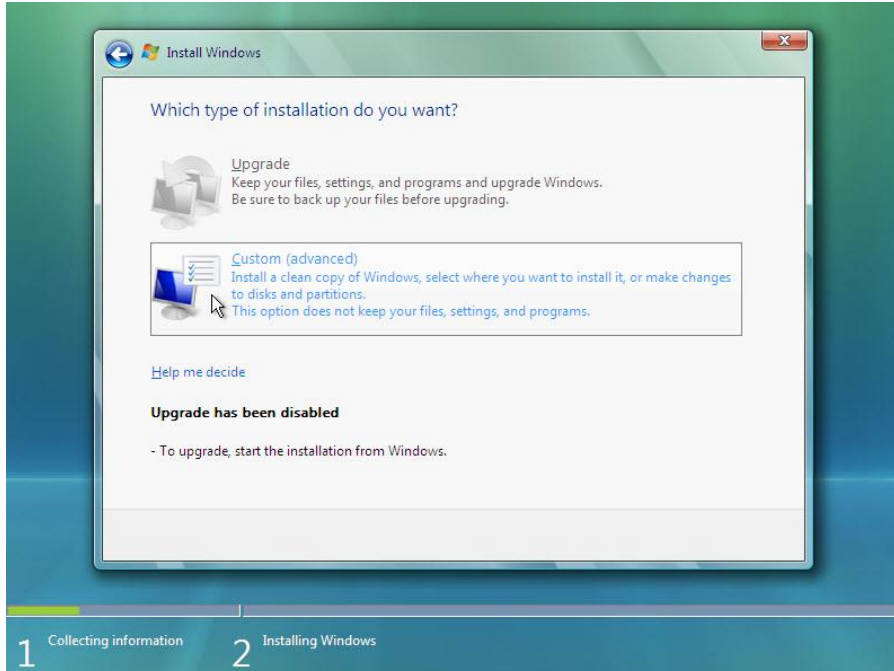 Install Windows
Which type of installation do you want?
Upgrade
Keep your files, settings, and programs and upgrade Windows.
Be sure to back up your files before upgrading.
Custom (advanced)
Install a clean copy of Windows, select where you want to install it, or make changes
to disks and partitions.
This option does not keep your files, settings, and programs.
Help me decide
Upgrade has been disabled
- To upgrade, start the installation from Windows.
1 Collecting information 2 Installing Windows